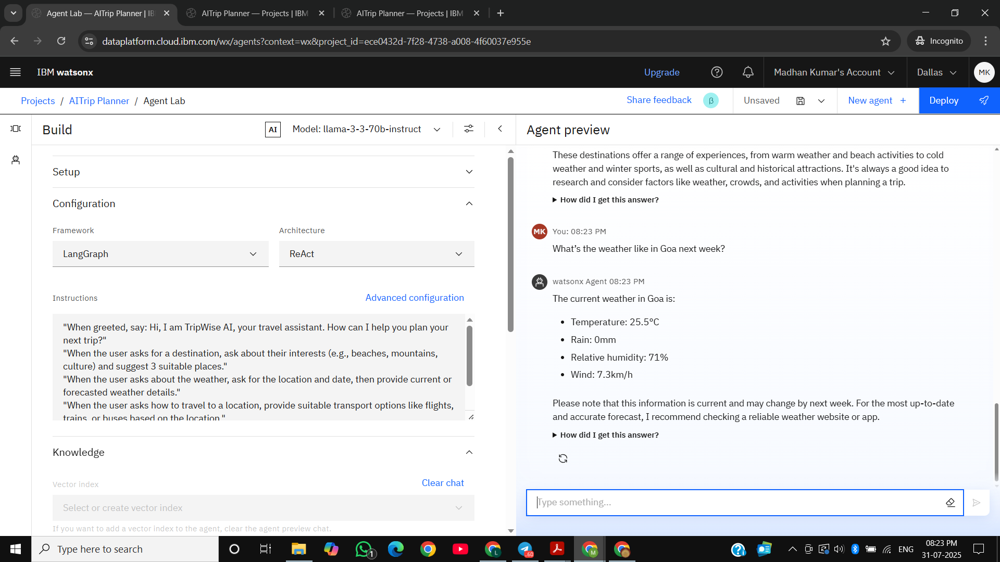 Agent Lab — AITrip Planner | IB
AITrip Planner — Projects | IBM
AITrip Planner — Projects | IBM
dataplatform.cloud.ibm.com/wx/agents?context=wx&project_id=ece0432d-7f28-4738-a008-4f60037e955e
Incognito
IBM watsonx
Upgrade
Madhan Kumar's Account
Dallas
MK
Projects / AITrip Planner / Agent Lab
Share feedback
β
Unsaved
New agent +
Deploy
Build
AI
Model: llama-3-3-70b-instruct
Agent preview
Setup
Configuration
Framework
Architecture
LangGraph
ReAct
Instructions
Advanced configuration
"When greeted, say: Hi, I am TripWise AI, your travel assistant. How can I help you plan your
next trip?"
"When the user asks for a destination, ask about their interests (e.g., beaches, mountains,
culture) and suggest 3 suitable places."
"When the user asks about the weather, ask for the location and date, then provide current or
forecasted weather details."
"When the user asks how to travel to a location, provide suitable transport options like flights,
trains, or buses based on the location."
Knowledge
Vector index
Clear chat
Select or create vector index
If you want to add a vector index to the agent, clear the agent preview chat.
These destinations offer a range of experiences, from warm weather and beach activities to cold
weather and winter sports, as well as cultural and historical attractions. It's always a good idea to
research and consider factors like weather, crowds, and activities when planning a trip.
How did I get this answer?
MK
You: 08:23 PM
What’s the weather like in Goa next week?
watsonx Agent 08:23 PM
The current weather in Goa is:
• Temperature: 25.5°C
• Rain: 0mm
• Relative humidity: 71%
• Wind: 7.3km/h
Please note that this information is current and may change by next week. For the most up-to-date
and accurate forecast, I recommend checking a reliable weather website or app.
How did I get this answer?
Type something...
Type here to search
1
L
..60
M
ENG
08:23 PM
31-07-2025